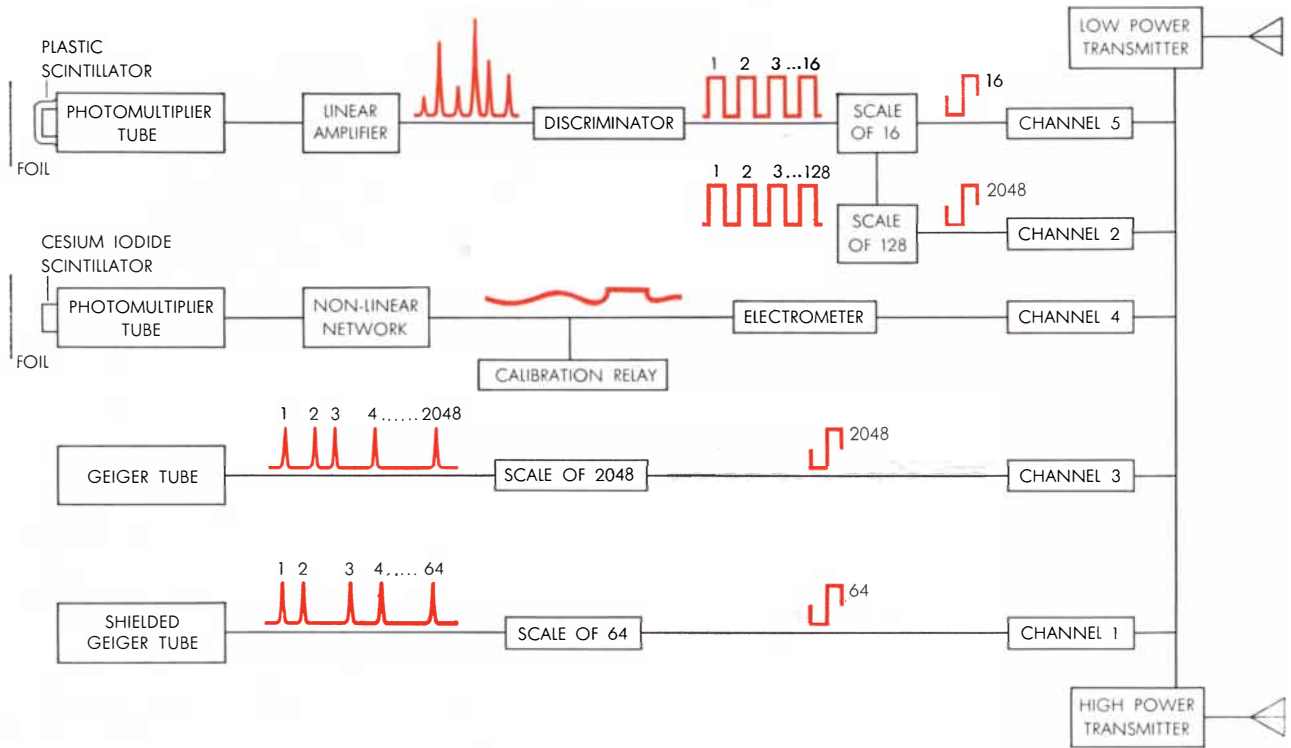 LOW POWER
TRANSMITTER
PLASTIC
SCINTILLATOR
PHOTOMULTIPLIER
TUBE
FOIL
LINEAR
AMPLIFIER
DISCRIMINATOR
1 2 3...16
SCALE
OF 16
16
CHANNEL 5
1 2 3...128
SCALE
OF 128
2048
CHANNEL 2
CESIUM IODIDE
SCINTILLATOR
PHOTOMULTIPLIER
TUBE
FOIL
NON-LINEAR
NETWORK
CALIBRATION RELAY
ELECTROMETER
CHANNEL 4
GEIGER TUBE
1 2 3 4......2048
SCALE OF 2048
2048
CHANNEL 3
SHIELDED
GEIGER TUBE
1 2 3 4..... 64
SCALE OF 64
64
CHANNEL 1
HIGH POWER
TRANSMITTER